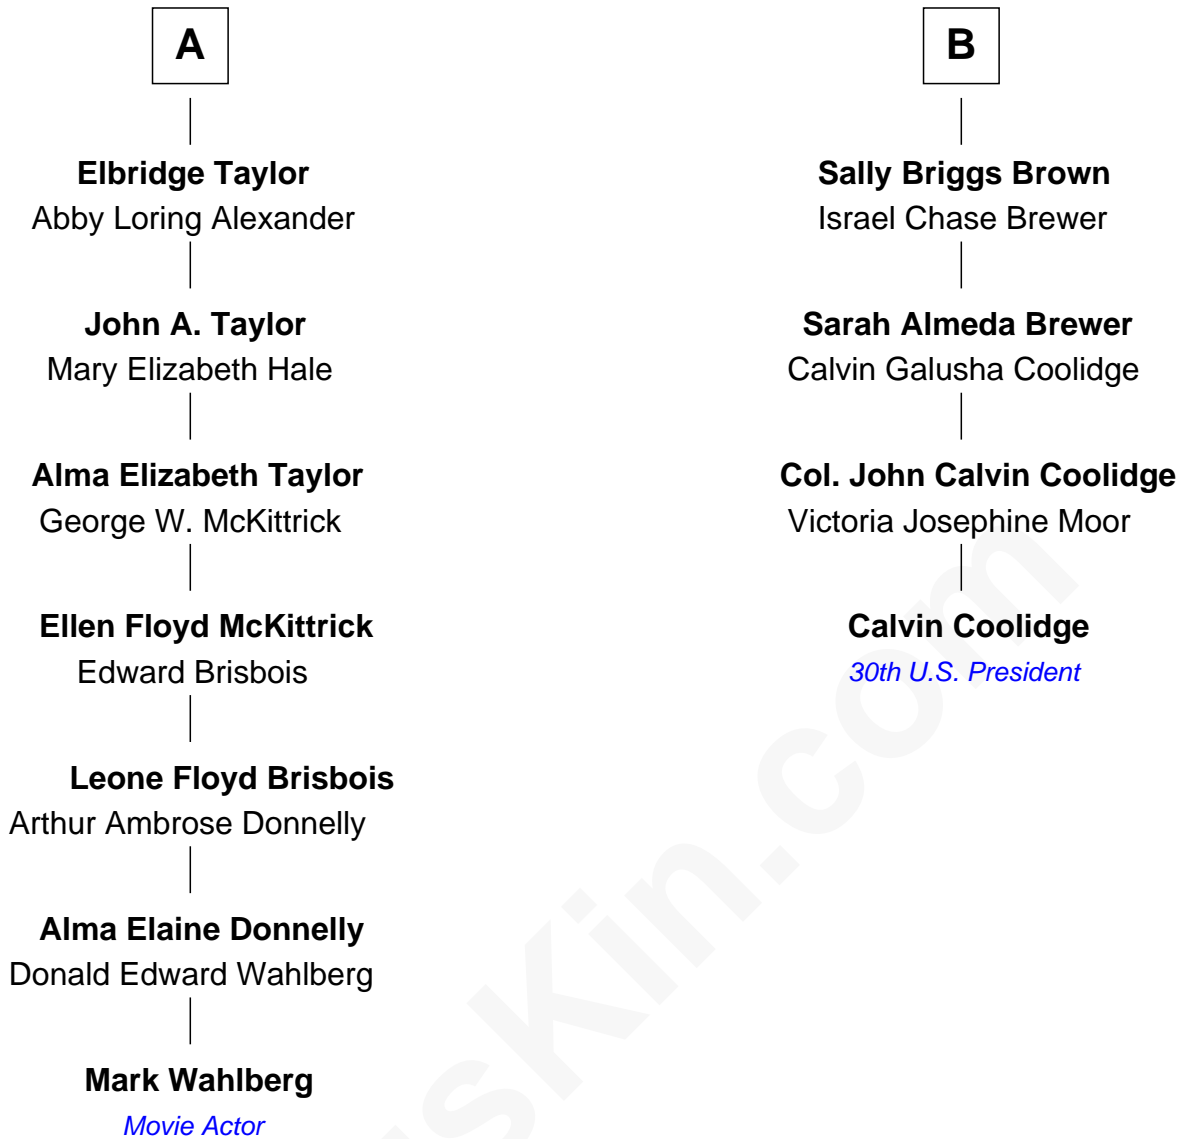 A
Elbridge Taylor
Abby Loring Alexander
John A. Taylor
Mary Elizabeth Hale
Alma Elizabeth Taylor
George W. McKittrick
Ellen Floyd McKittrick
Edward Brisbois
Leone Floyd Brisbois
Arthur Ambrose Donnelly
Alma Elaine Donnelly
Donald Edward Wahlberg
Mark Wahlberg
Movie Actor
B
Sally Briggs Brown
Israel Chase Brewer
Sarah Almeda Brewer
Calvin Galusha Coolidge
Col. John Calvin Coolidge
Victoria Josephine Moor
Calvin Coolidge
30th U.S. President
sKin.com